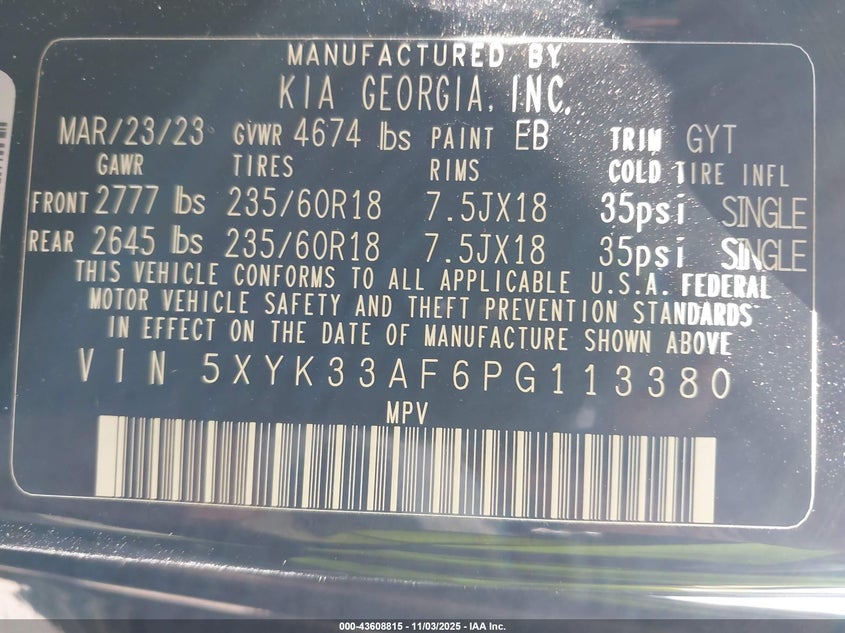 MANUFACTURED BY
KIA GEORGIA, INC.
MAR/23/23 GVWR 4674 lbs PAINT EB TRIM GYT
GAWR TIRES RIMS COLD TIRE INFL
FRONT 2777 lbs 235/60R18 7.5JX18 35psi SINGLE
REAR 2645 lbs 235/60R18 7.5JX18 35psi SINGLE
THIS VEHICLE CONFORMS TO ALL APPLICABLE U.S.A. FEDERAL
MOTOR VEHICLE SAFETY AND THEFT PREVENTION STANDARDS
IN EFFECT ON THE DATE OF MANUFACTURE SHOWN ABOVE
VIN 5XYK33AF6PG113380
MPV
000-43608815 - 11/03/2025 - IAA Inc.